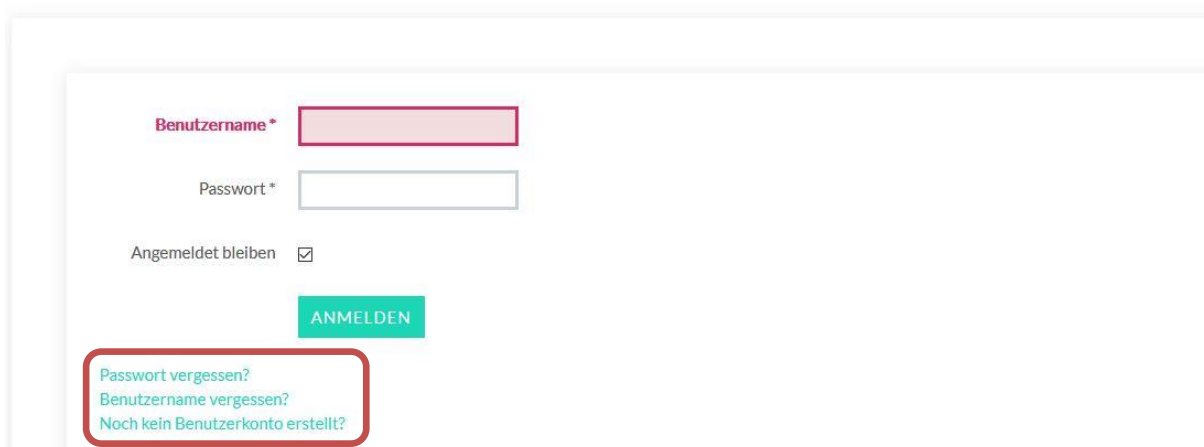 Benutzername *
Passwort *
Angemeldet bleiben
ANMELDEN
Passwort vergessen?
Benutzername vergessen?
Noch kein Benutzerkonto erstellt?